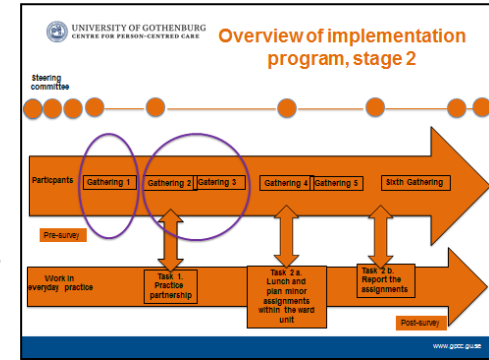 UNIVERSITY OF GOTHENBURG
CENTRE FOR PERSON-CENTRED CARE
Overview of implementation
program, stage 2
Steering
committee
Particpants
Gathering 1
Gathering 2
Gatering 3
Gathering 4
Gathering 5
Sixth Gathering
Pre-survey
Work in
everyday practice
Task 1.
Practice
partnership
Task 2 a.
Lunch and
plan minor
assignments
within the ward
unit
Task 2 b.
Report the
assignments
Post-survey
www.gpcc.gu.se